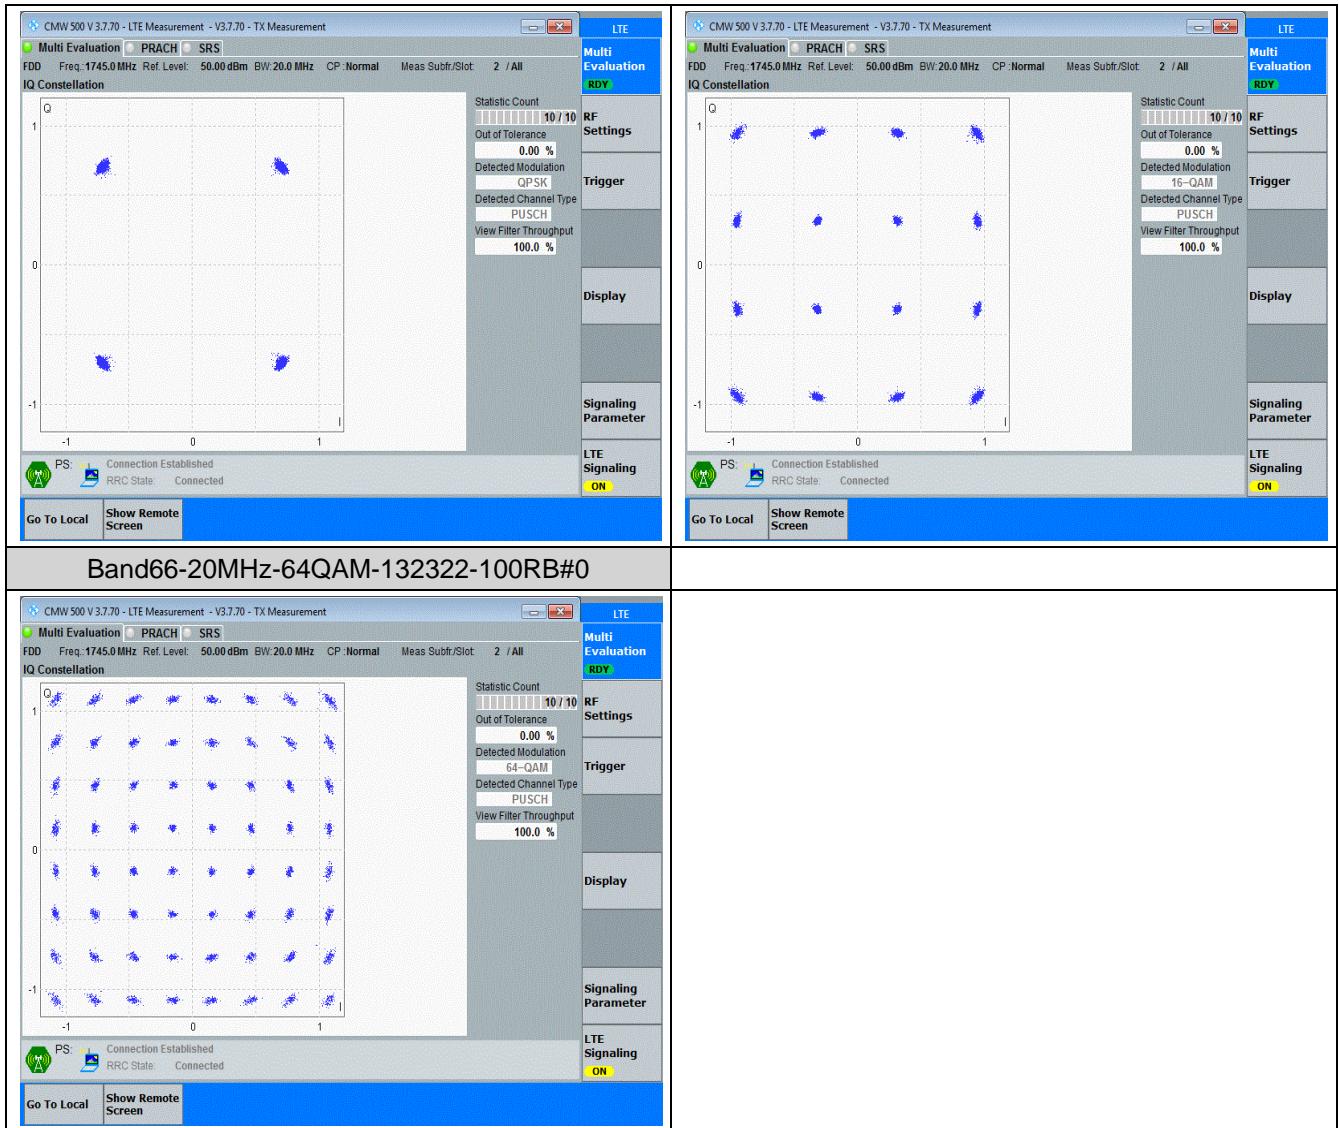 CMW 500 V 3.7.70 - LTE Measurement - V3.7.70 - TX Measurement
LTE
Multi Evaluation PRACH SRS
Multi Evaluation
RDY
FDD Freq.:1745.0 MHz Ref. Level: 50.00 dBm BW:20.0 MHz CP :Normal Meas Subfr./Slot: 2 / All
IQ Constellation
Q
1
0
-1
-1 0 1
I
Statistic Count
10 / 10
Out of Tolerance
0.00 %
Detected Modulation
QPSK
Detected Channel Type
PUSCH
View Filter Throughput
100.0 %
RF
Settings
Trigger
Display
Signaling
Parameter
LTE
Signaling
ON
PS: Connection Established
RRC State: Connected
Go To Local
Show Remote
Screen
CMW 500 V 3.7.70 - LTE Measurement - V3.7.70 - TX Measurement
LTE
Multi Evaluation PRACH SRS
Multi
Evaluation
RDY
FDD Freq.:1745.0 MHz Ref. Level: 50.00 dBm BW:20.0 MHz CP :Normal Meas Subfr./Slot: 2 / All
IQ Constellation
Q
1
0
-1
-1 0 1
I
Statistic Count
10 / 10
Out of Tolerance
0.00 %
Detected Modulation
16-QAM
Detected Channel Type
PUSCH
View Filter Throughput
100.0 %
RF
Settings
Trigger
Display
Signaling
Parameter
LTE
Signaling
ON
PS: Connection Established
RRC State: Connected
Go To Local
Show Remote
Screen
Band66-20MHz-64QAM-132322-100RB#0
CMW 500 V 3.7.70 - LTE Measurement - V3.7.70 - TX Measurement
LTE
Multi Evaluation PRACH SRS
Multi
Evaluation
RDY
FDD Freq.:1745.0 MHz Ref. Level: 50.00 dBm BW:20.0 MHz CP :Normal Meas Subfr./Slot: 2 / All
IQ Constellation
Q
1
0
-1
-1 0 1
I
Statistic Count
10 / 10
Out of Tolerance
0.00 %
Detected Modulation
64-QAM
Detected Channel Type
PUSCH
View Filter Throughput
100.0 %
RF
Settings
Trigger
Display
Signaling
Parameter
LTE
Signaling
ON
PS: Connection Established
RRC State: Connected
Go To Local
Show Remote
Screen